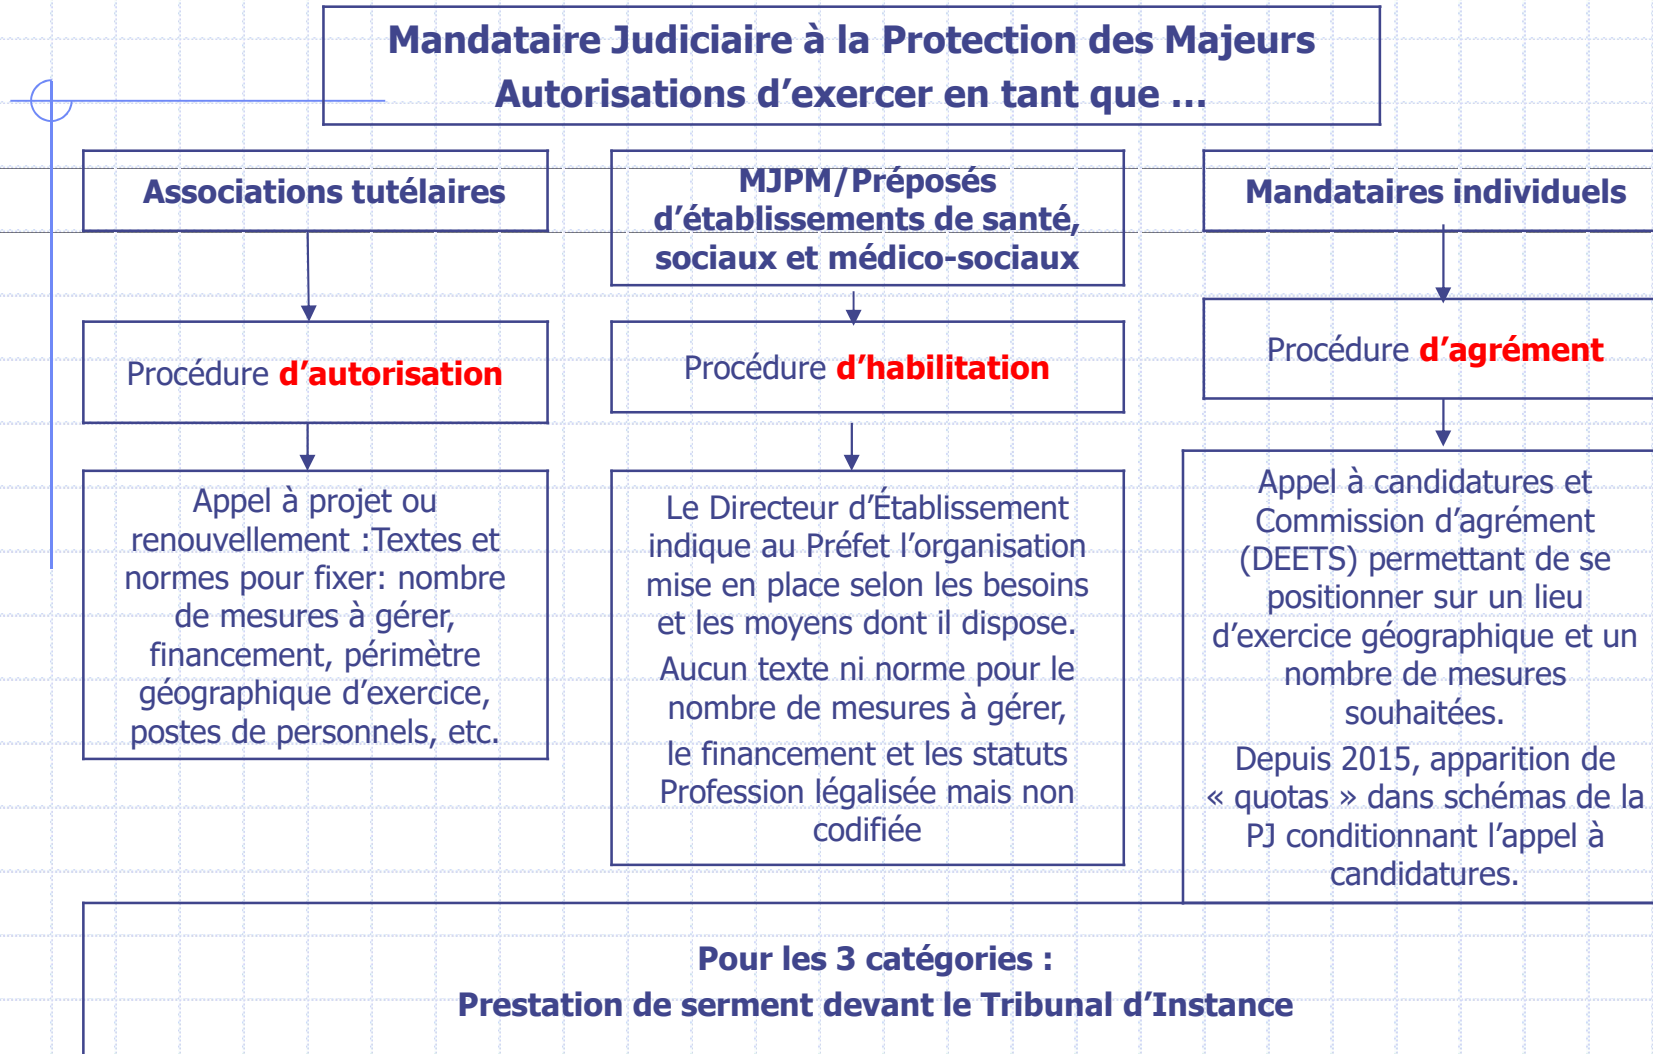 Mandataire Judiciaire à la Protection des Majeurs
Autorisations d’exercer en tant que …
Associations tutélaires
MJPM/Préposés
d’établissements de santé,
sociaux et médico-sociaux
Mandataires individuels
Procédure d’autorisation
Procédure d’habilitation
Procédure d’agrément
Appel à projet ou
renouvellement :Textes et
normes pour fixer: nombre
de mesures à gérer,
financement, périmètre
géographique d’exercice,
postes de personnels, etc.
Le Directeur d’Établissement
indique au Préfet l’organisation
mise en place selon les besoins
et les moyens dont il dispose.
Aucun texte ni norme pour le
nombre de mesures à gérer,
le financement et les statuts
Profession légalisée mais non
codifiée
Appel à candidatures et
Commission d’agrément
(DEETS) permettant de se
positionner sur un lieu
d’exercice géographique et un
nombre de mesures
souhaitées.
Depuis 2015, apparition de
« quotas » dans schémas de la
PJ conditionnant l’appel à
candidatures.
Pour les 3 catégories :
Prestation de serment devant le Tribunal d’Instance